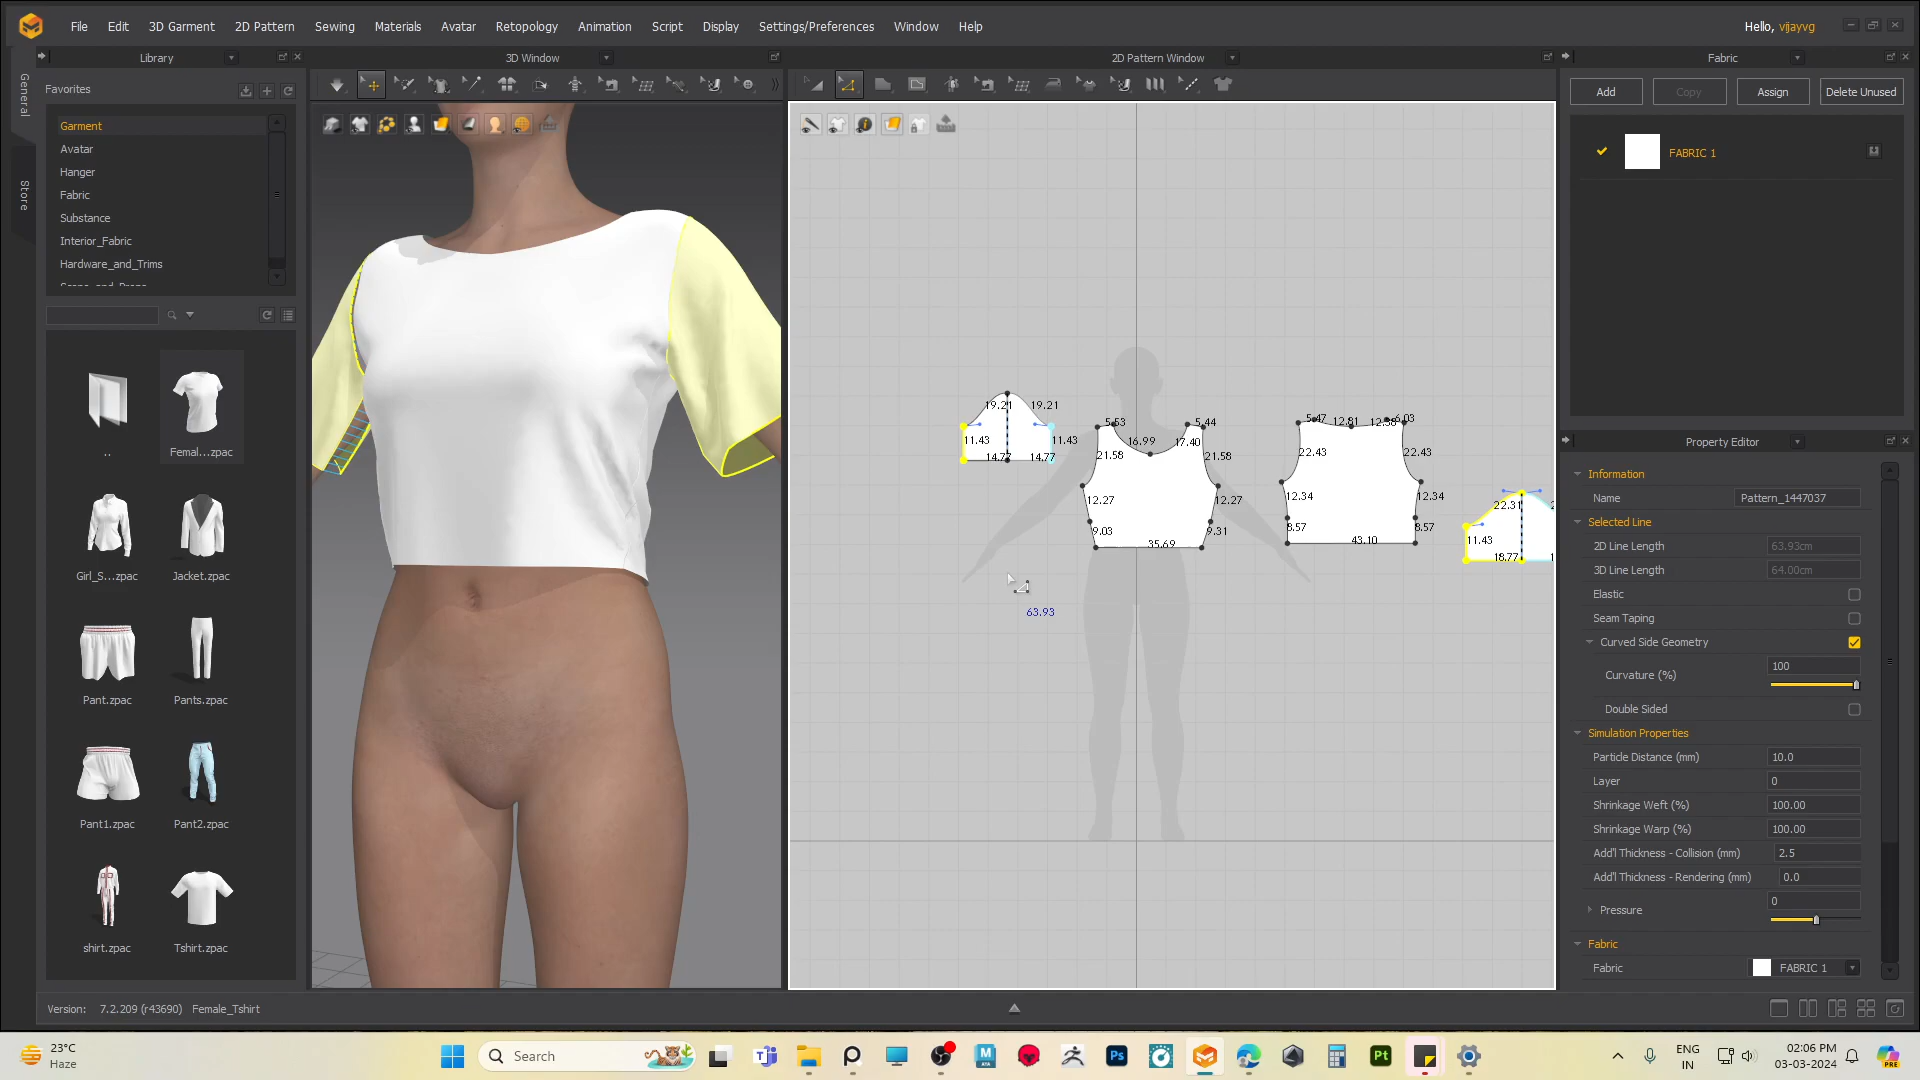 File Edit 3D Garment 2D Pattern Sewing Materials Avatar Retopology Animation Script Display Settings/Preferences Window Help
Hello, vijayvg
Library
3D Window
2D Pattern Window
Fabric
General
Store
Favorites
Garment
Avatar
Hanger
Fabric
Substance
Interior_Fabric
Hardware_and_Trims
..
Femal...zpac
Girl_S...zpac
Jacket.zpac
Pant.zpac
Pants.zpac
Pant1.zpac
Pant2.zpac
shirt.zpac
Tshirt.zpac
19.21 19.21
11.43 11.43
14.77 14.77
5.53 5.44
16.99 17.40
21.58 21.58
12.27 12.27
9.03 9.31
35.69
5.47 12.81 12.38 6.03
22.43 22.43
12.34 12.34
8.57 8.57
43.10
22.31
11.43
18.77
63.93
Add Copy Assign Delete Unused
FABRIC 1
Property Editor
Information
Name Pattern_1447037
Selected Line
2D Line Length 63.93cm
3D Line Length 64.00cm
Elastic
Seam Taping
Curved Side Geometry
Curvature (%) 100
Double Sided
Simulation Properties
Particle Distance (mm) 10.0
Layer 0
Shrinkage Weft (%) 100.00
Shrinkage Warp (%) 100.00
Add'l Thickness - Collision (mm) 2.5
Add'l Thickness - Rendering (mm) 0.0
Pressure 0
Fabric
Fabric FABRIC 1
Version: 7.2.209 (r43690) Female_Tshirt
23°C
Haze
Search
ENG
IN
02:06 PM
03-03-2024